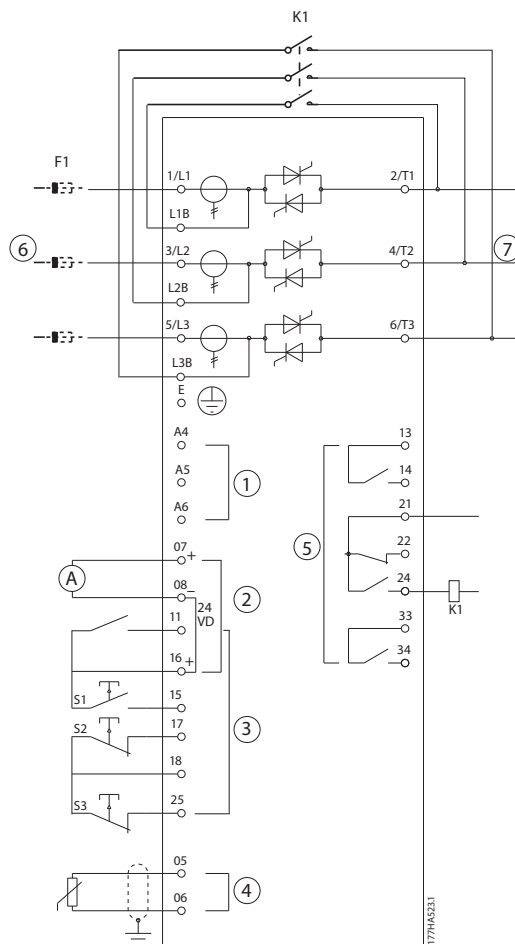 K1
F1
1/L1
2/T1
L1B
6
3/L2
4/T2
7
L2B
5/L3
6/T3
L3B
E
A4
13
A5
1
14
A6
21
07 +
5
22
A
08 –
2
24
24
VD
K1
11
33
16 +
34
S1
15
3
S2
17
18
S3
25
05
4
06
177HA523.1